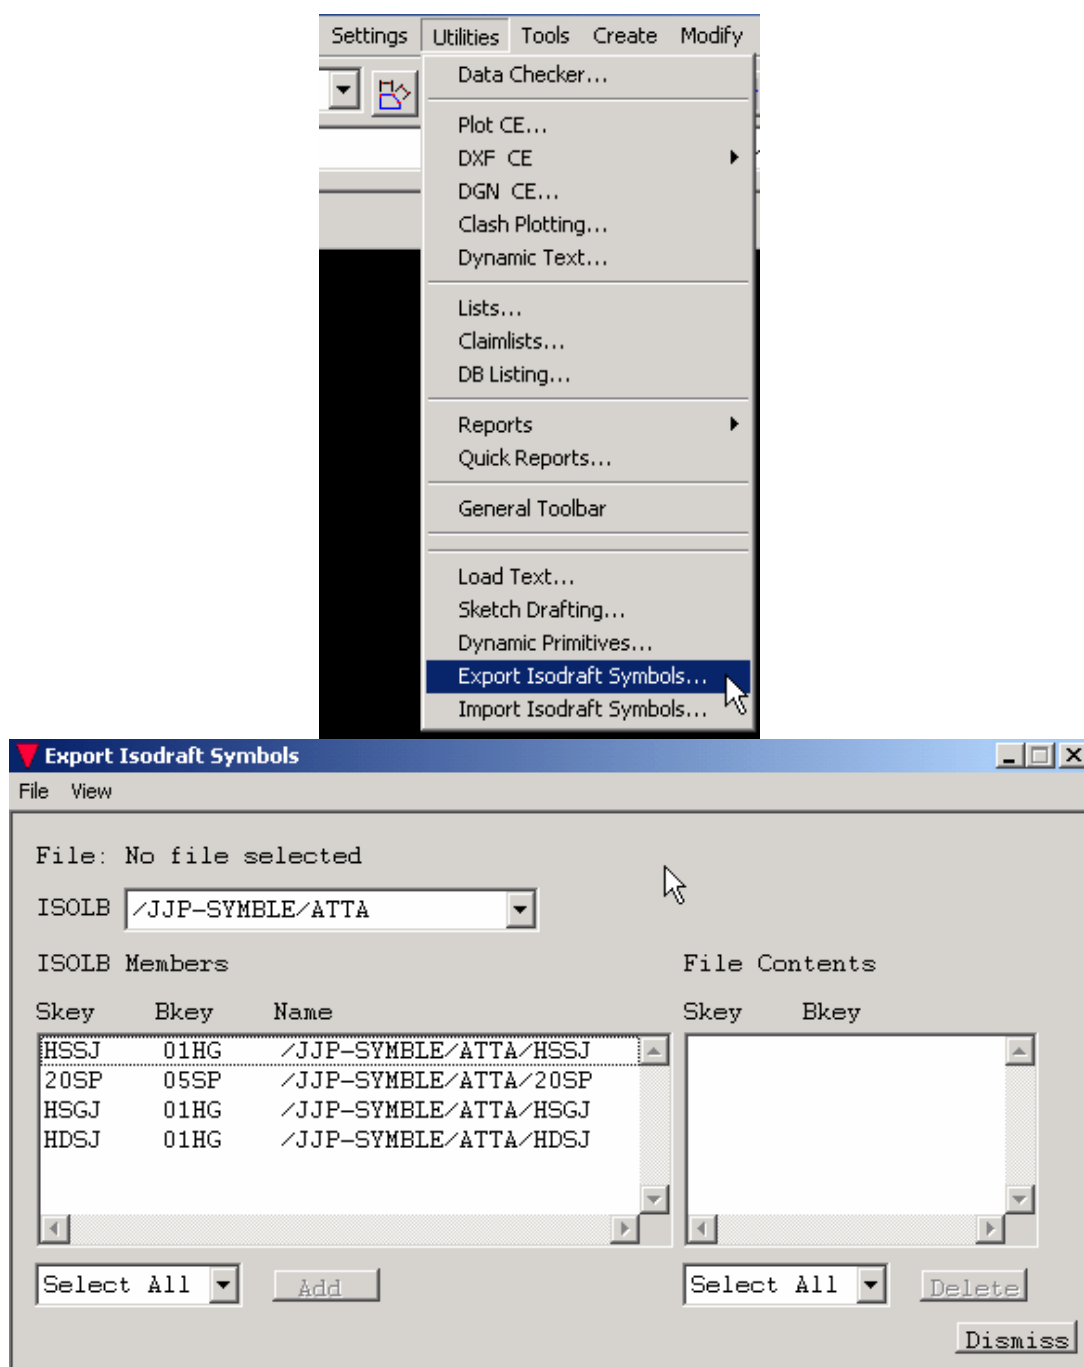 Settings Utilities Tools Create Modify
Data Checker...
Plot CE...
DXF CE
DGN CE...
Clash Plotting...
Dynamic Text...
Lists...
Claimlists...
DB Listing...
Reports
Quick Reports...
General Toolbar
Load Text...
Sketch Drafting...
Dynamic Primitives...
Export Isodraft Symbols...
Import Isodraft Symbols...
Export Isodraft Symbols
File View
File: No file selected
ISOLB /JJP-SYMBLE/ATTA
ISOLB Members File Contents
Skey Bkey Name Skey Bkey
HSSJ 01HG /JJP-SYMBLE/ATTA/HSSJ
20SP 05SP /JJP-SYMBLE/ATTA/20SP
HSGJ 01HG /JJP-SYMBLE/ATTA/HSGJ
HDSJ 01HG /JJP-SYMBLE/ATTA/HDSJ
Select All Add Select All Delete
Dismiss